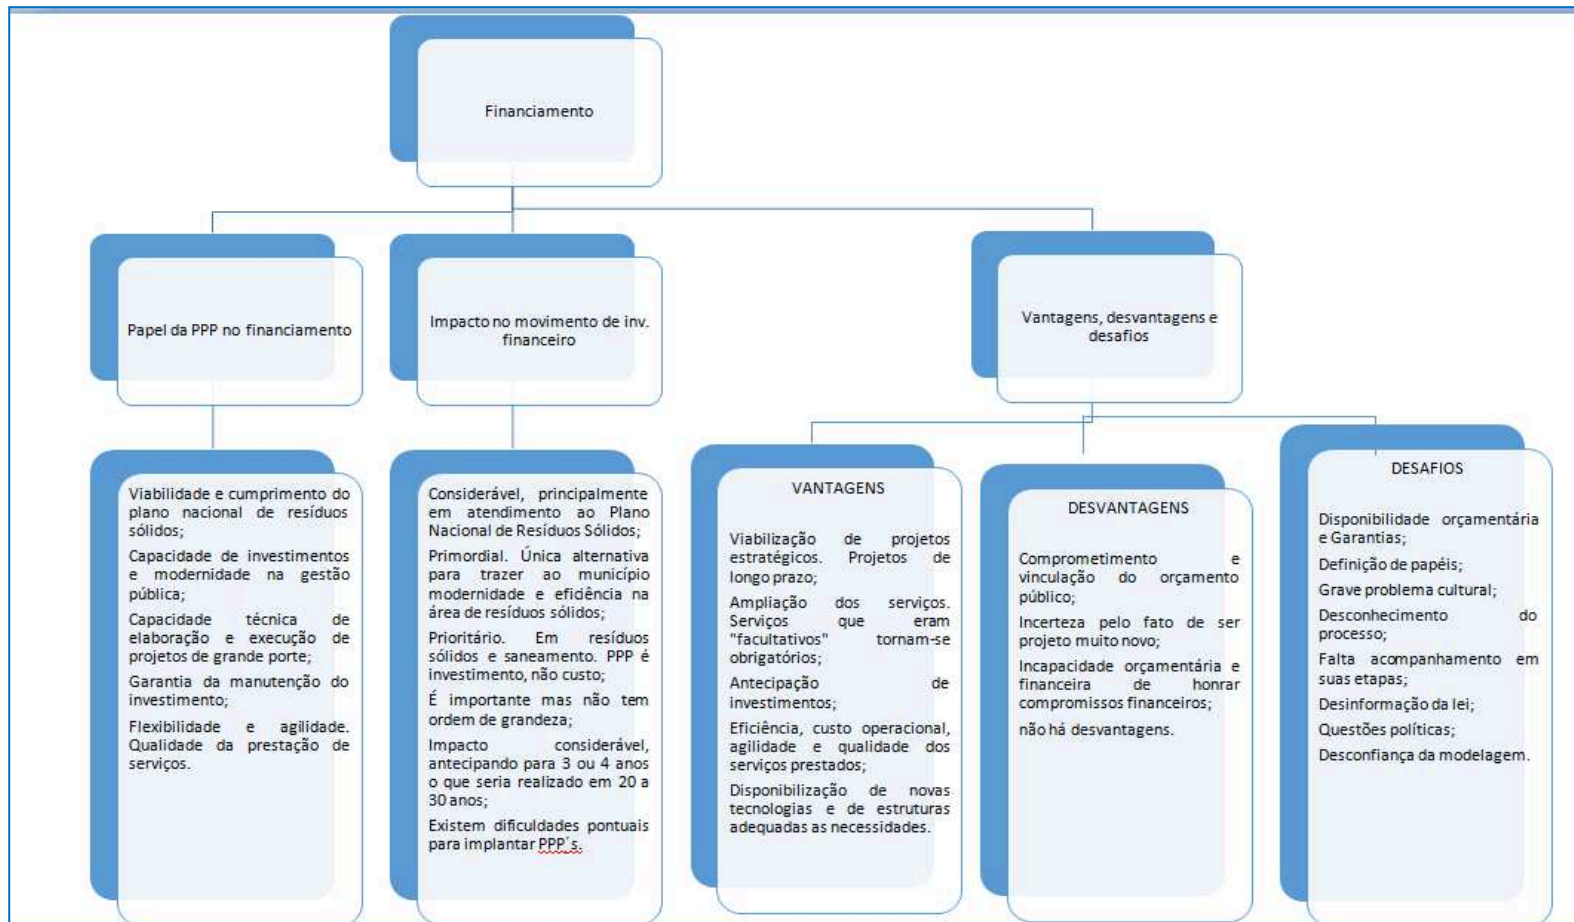 Financiamento
Papel da PPP no financiamento
Impacto no movimento de inv.
financeiro
Vantagens, desvantagens e
desafios
Viabilidade e cumprimento do
plano nacional de resíduos
sólidos;
Capacidade de investimentos
e modernidade na gestão
pública;
Capacidade técnica de
elaboração e execução de
projetos de grande porte;
Garantia da manutenção do
investimento;
Flexibilidade e agilidade.
Qualidade da prestação de
serviços.
Considerável, principalmente
em atendimento ao Plano
Nacional de Resíduos Sólidos;
Primordial. Única alternativa
para trazer ao município
modernidade e eficiência na
área de resíduos sólidos;
Prioritário. Em resíduos
sólidos e saneamento. PPP é
investimento, não custo;
É importante mas não tem
ordem de grandeza;
Impacto considerável,
antecipando para 3 ou 4 anos
o que seria realizado em 20 a
30 anos;
Existem dificuldades pontuais
para implantar PPP´s.
VANTAGENS
Viabilização de projetos
estratégicos. Projetos de
longo prazo;
Ampliação dos serviços.
Serviços que eram
"facultativos" tornam-se
obrigatórios;
Antecipação de
investimentos;
Eficiência, custo operacional,
agilidade e qualidade dos
serviços prestados;
Disponibilização de novas
tecnologias e de estruturas
adequadas as necessidades.
DESVANTAGENS
Comprometimento e
vinculação do orçamento
público;
Incerteza pelo fato de ser
projeto muito novo;
Incapacidade orçamentária e
financeira de honrar
compromissos financeiros;
não há desvantagens.
DESAFIOS
Disponibilidade orçamentária
e Garantias;
Definição de papéis;
Grave problema cultural;
Desconhecimento do
processo;
Falta acompanhamento em
suas etapas;
Desinformação da lei;
Questões políticas;
Desconfiança da modelagem.